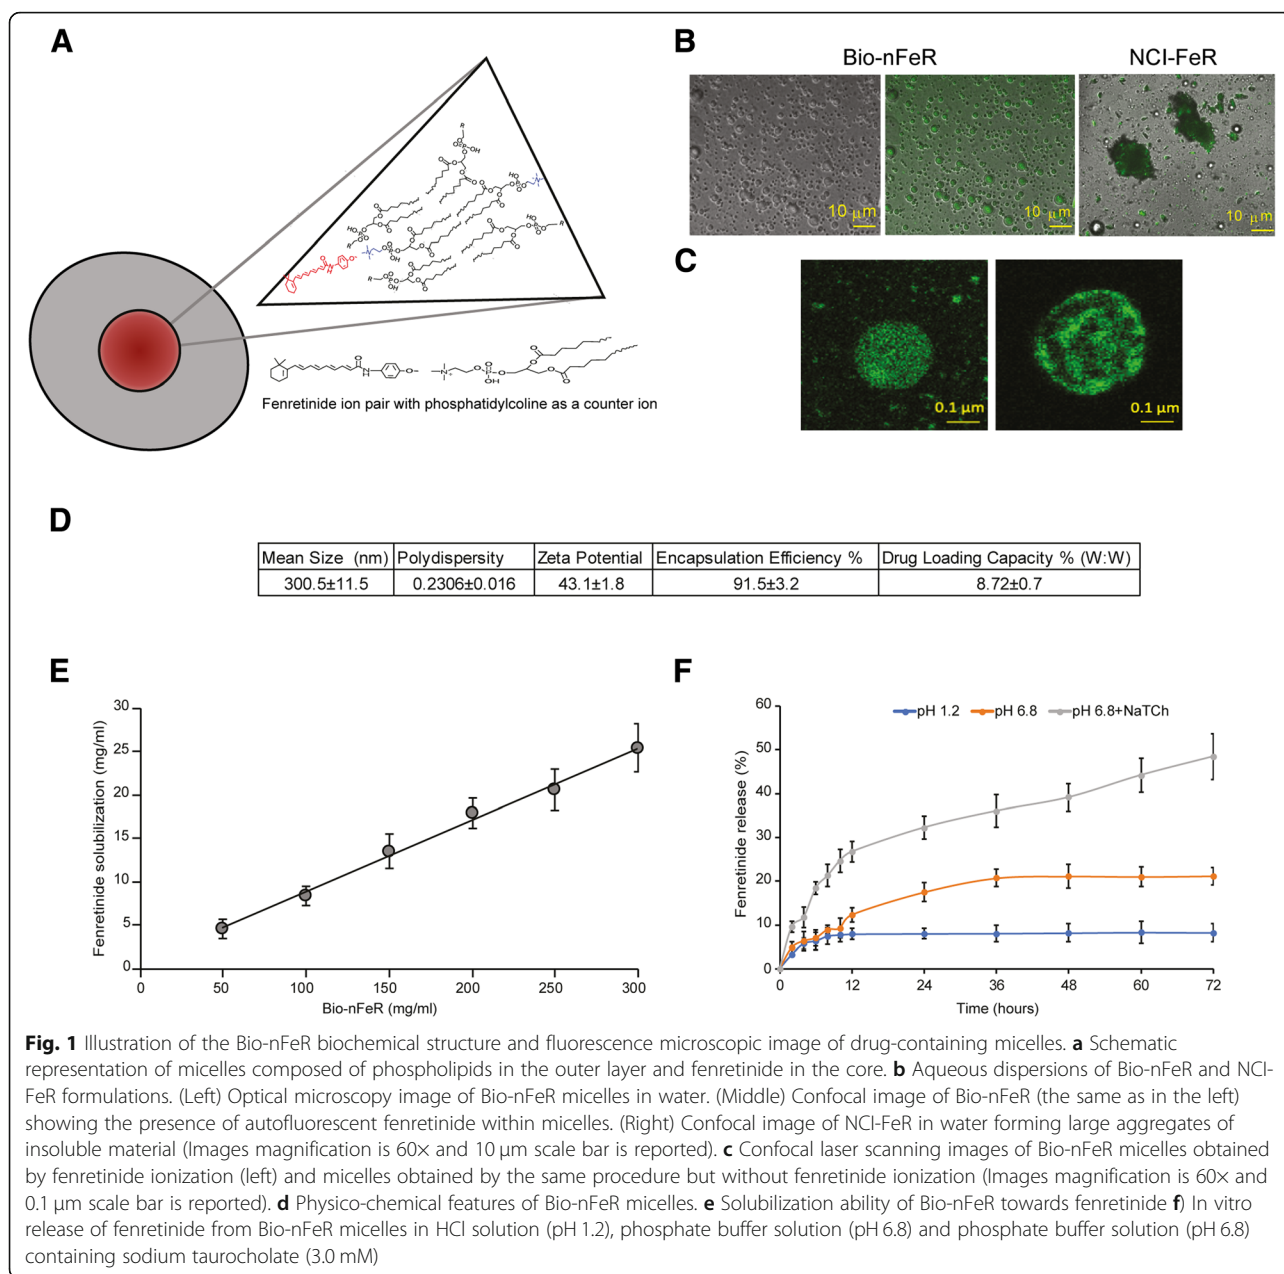 A
R
O
OH
HO
N
Fenretinide ion pair with phosphatidylcoline as a counter ion
B
Bio-nFeR
NCI-FeR
10 μm
10 μm
10 μm
C
0.1 μm
0.1 μm
D
Mean Size (nm) Polydispersity Zeta Potential Encapsulation Efficiency % Drug Loading Capacity % (W:W)
300.5±11.5 0.2306±0.016 43.1±1.8 91.5±3.2 8.72±0.7
E
Fenretinide solubilization (mg/ml)
30
25
20
15
10
5
0
0 50 100 150 200 250 300
Bio-nFeR (mg/ml)
F
Fenretinide release (%)
60
50
40
30
20
10
0
pH 1.2 pH 6.8 pH 6.8+NaTCh
0 12 24 36 48 60 72
Time (hours)
Fig. 1 Illustration of the Bio-nFeR biochemical structure and fluorescence microscopic image of drug-containing micelles. a Schematic
representation of micelles composed of phospholipids in the outer layer and fenretinide in the core. b Aqueous dispersions of Bio-nFeR and NCI-
FeR formulations. (Left) Optical microscopy image of Bio-nFeR micelles in water. (Middle) Confocal image of Bio-nFeR (the same as in the left)
showing the presence of autofluorescent fenretinide within micelles. (Right) Confocal image of NCI-FeR in water forming large aggregates of
insoluble material (Images magnification is 60× and 10 μm scale bar is reported). c Confocal laser scanning images of Bio-nFeR micelles obtained
by fenretinide ionization (left) and micelles obtained by the same procedure but without fenretinide ionization (Images magnification is 60× and
0.1 μm scale bar is reported). d Physico-chemical features of Bio-nFeR micelles. e Solubilization ability of Bio-nFeR towards fenretinide f) In vitro
release of fenretinide from Bio-nFeR micelles in HCl solution (pH 1.2), phosphate buffer solution (pH 6.8) and phosphate buffer solution (pH 6.8)
containing sodium taurocholate (3.0 mM)